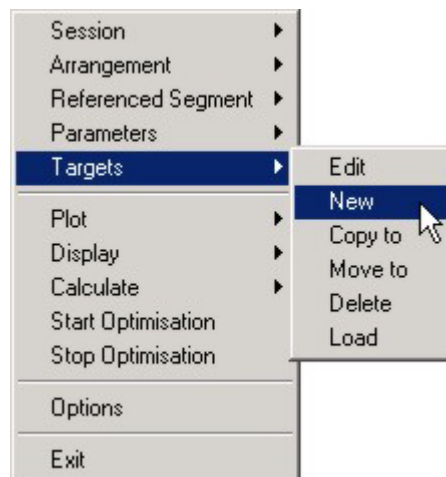 Session
Arrangement
Referenced Segment
Parameters
Targets
Plot
Display
Calculate
Start Optimisation
Stop Optimisation
Options
Exit
Edit
New
Copy to
Move to
Delete
Load